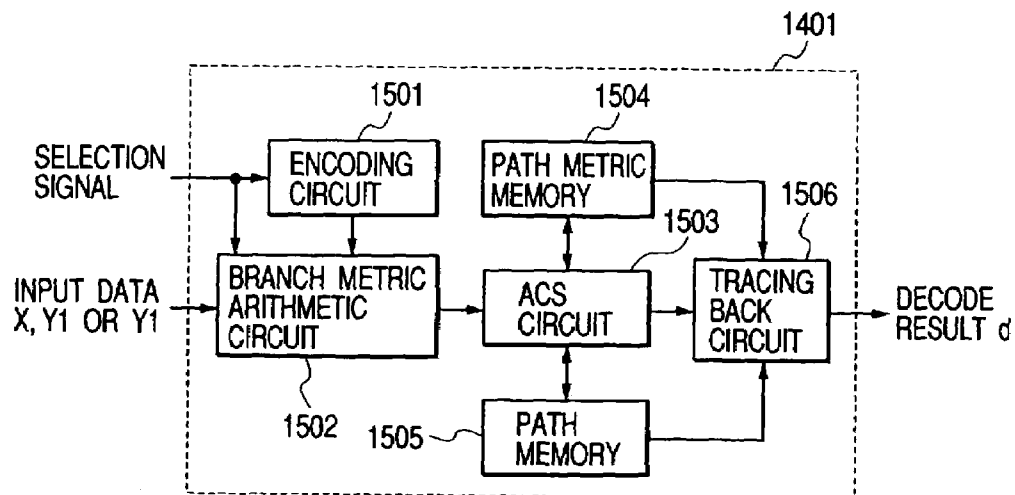 1401
1501
1504
SELECTION
SIGNAL
ENCODING
CIRCUIT
PATH METRIC
MEMORY
1506
1503
INPUT DATA
X, Y1 OR Y1
BRANCH METRIC
ARITHMETIC
CIRCUIT
ACS
CIRCUIT
TRACING
BACK
CIRCUIT
DECODE
RESULT d
1502
1505
PATH
MEMORY